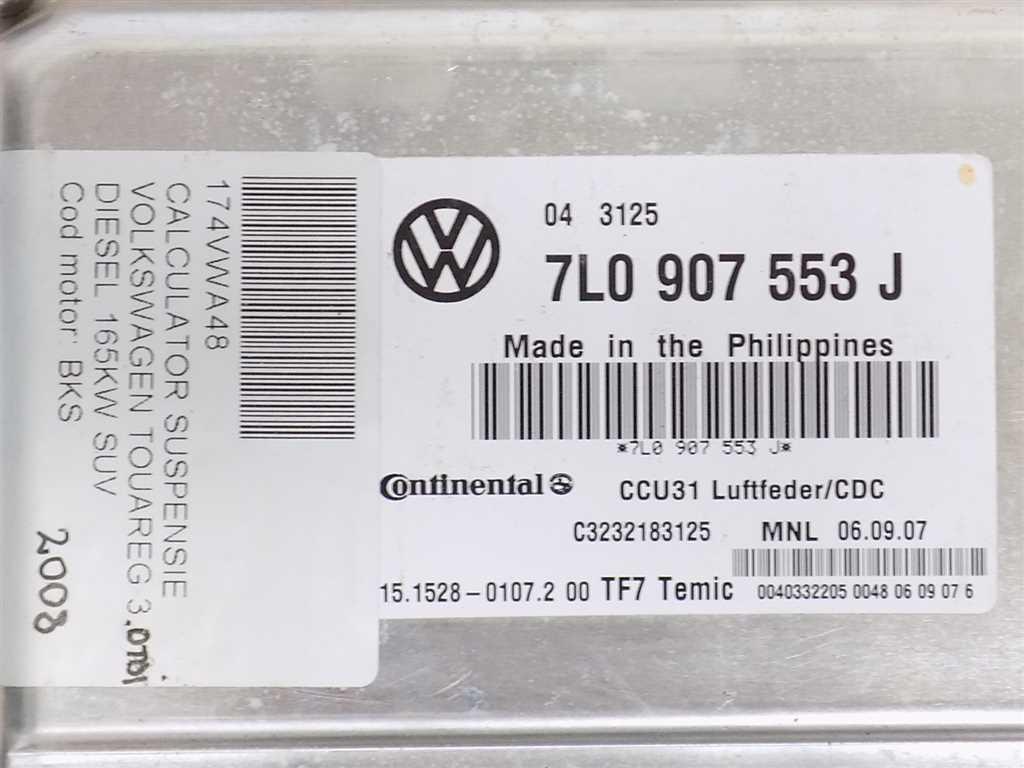 174VWA48
CALCULATOR SUSPENSIE
VOLKSWAGEN TOUAREG 3.0TDI
DIESEL 165KW SUV
Cod motor: BKS
2008
04 3125
7L0 907 553 J
Made in the Philippines
*7L0 907 553 J*
Continental
CCU31 Luftfeder/CDC
C3232183125 MNL 06.09.07
15.1528-0107.2 00 TF7 Temic
0040332205 0048 06 09 07 6